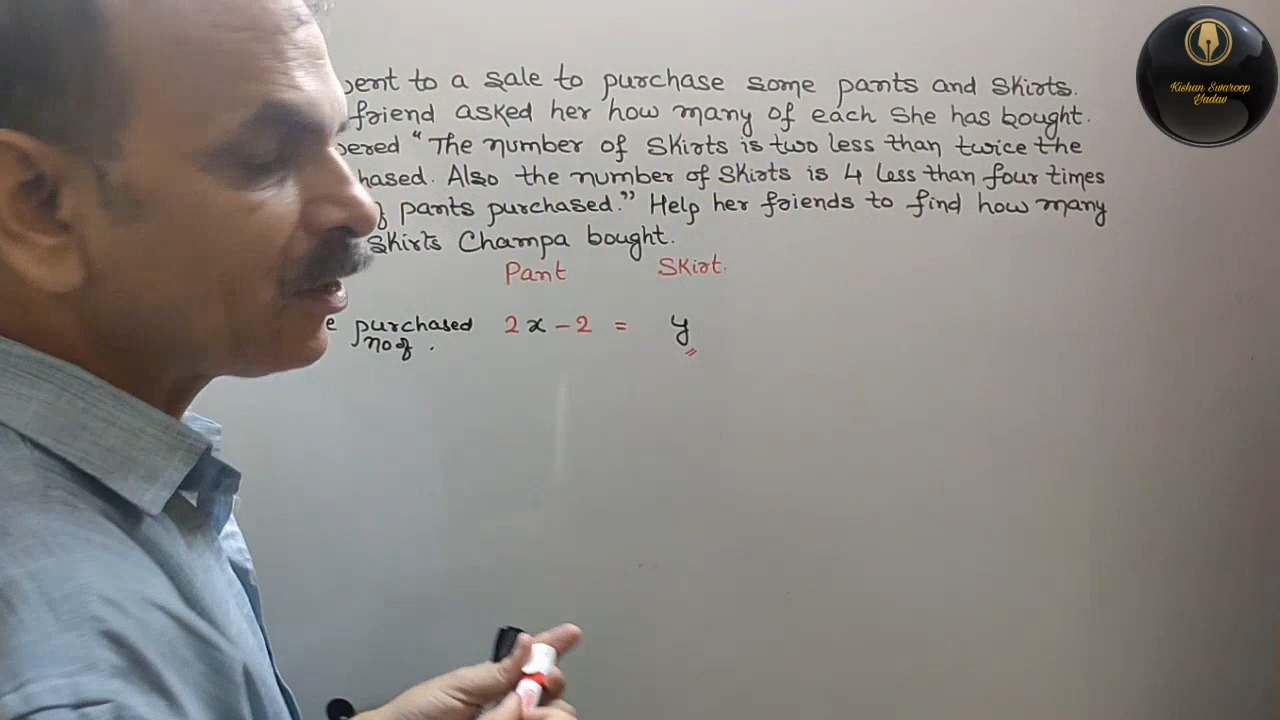 to a sale to purchase some pants and skirts.
friend asked her how many of each she has bought.
"The number of skirts is two less than twice the
Also the number of skirts is 4 less than four times
pants purchased." Help her friends to find how many
skirts Champa bought.
Pant Skirt.
purchased 2x - 2 = y
no of .
Kishan Swaroop
Yadav